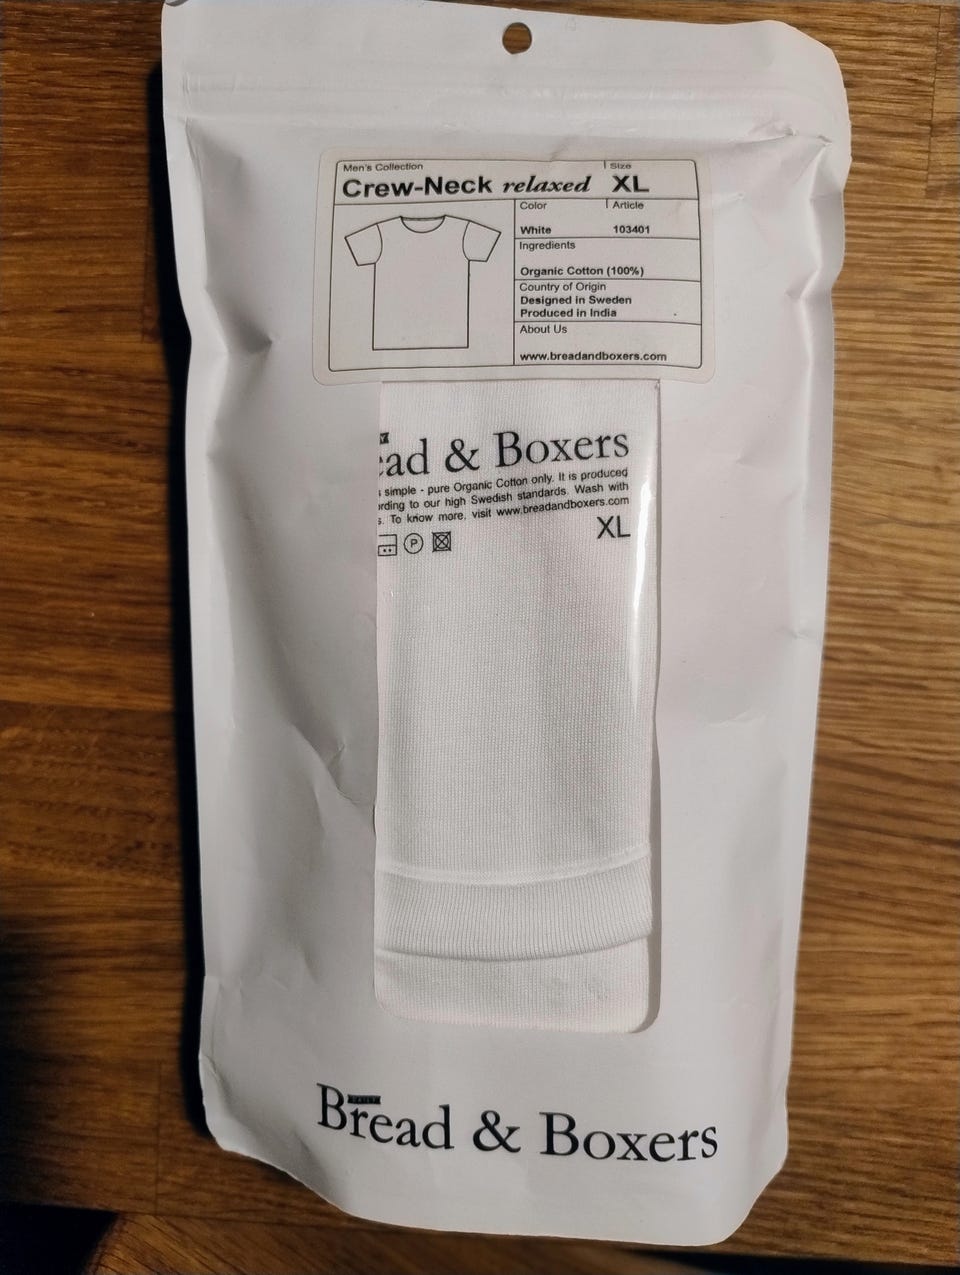 Men's Collection
Size
Crew-Neck relaxed XL
Color
Article
White
103401
Ingredients
Organic Cotton (100%)
Country of Origin
Designed in Sweden
Produced in India
About Us
www.breadandboxers.com
ead & Boxers
s simple - pure Organic Cotton only. It is produced
rding to our high Swedish standards. Wash with
s. To know more, visit www.breadandboxers.com
XL
P
DAILY
Bread & Boxers